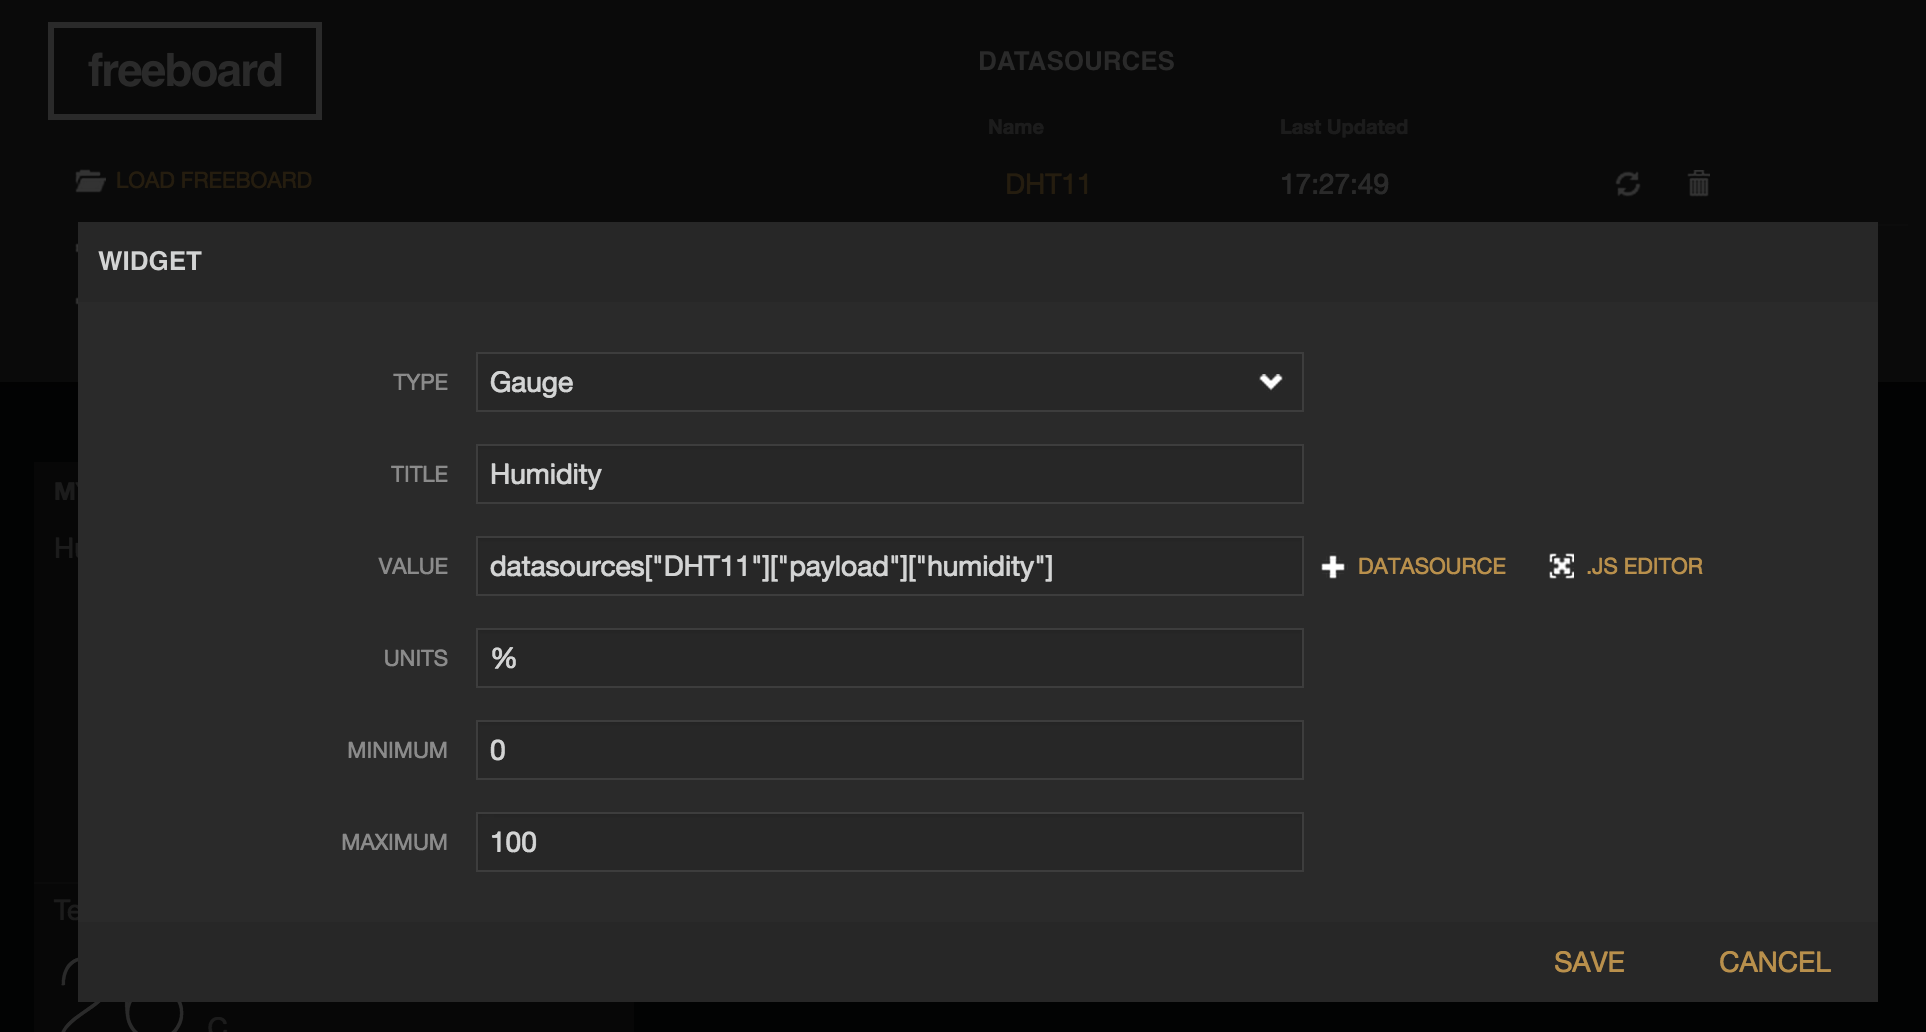 freeboard
DATASOURCES
Name Last Updated
LOAD FREEBOARD
DHT11 17:27:49
WIDGET
TYPE Gauge
TITLE Humidity
VALUE datasources["DHT11"]["payload"]["humidity"] DATASOURCE .JS EDITOR
UNITS %
MINIMUM 0
MAXIMUM 100
SAVE CANCEL
C